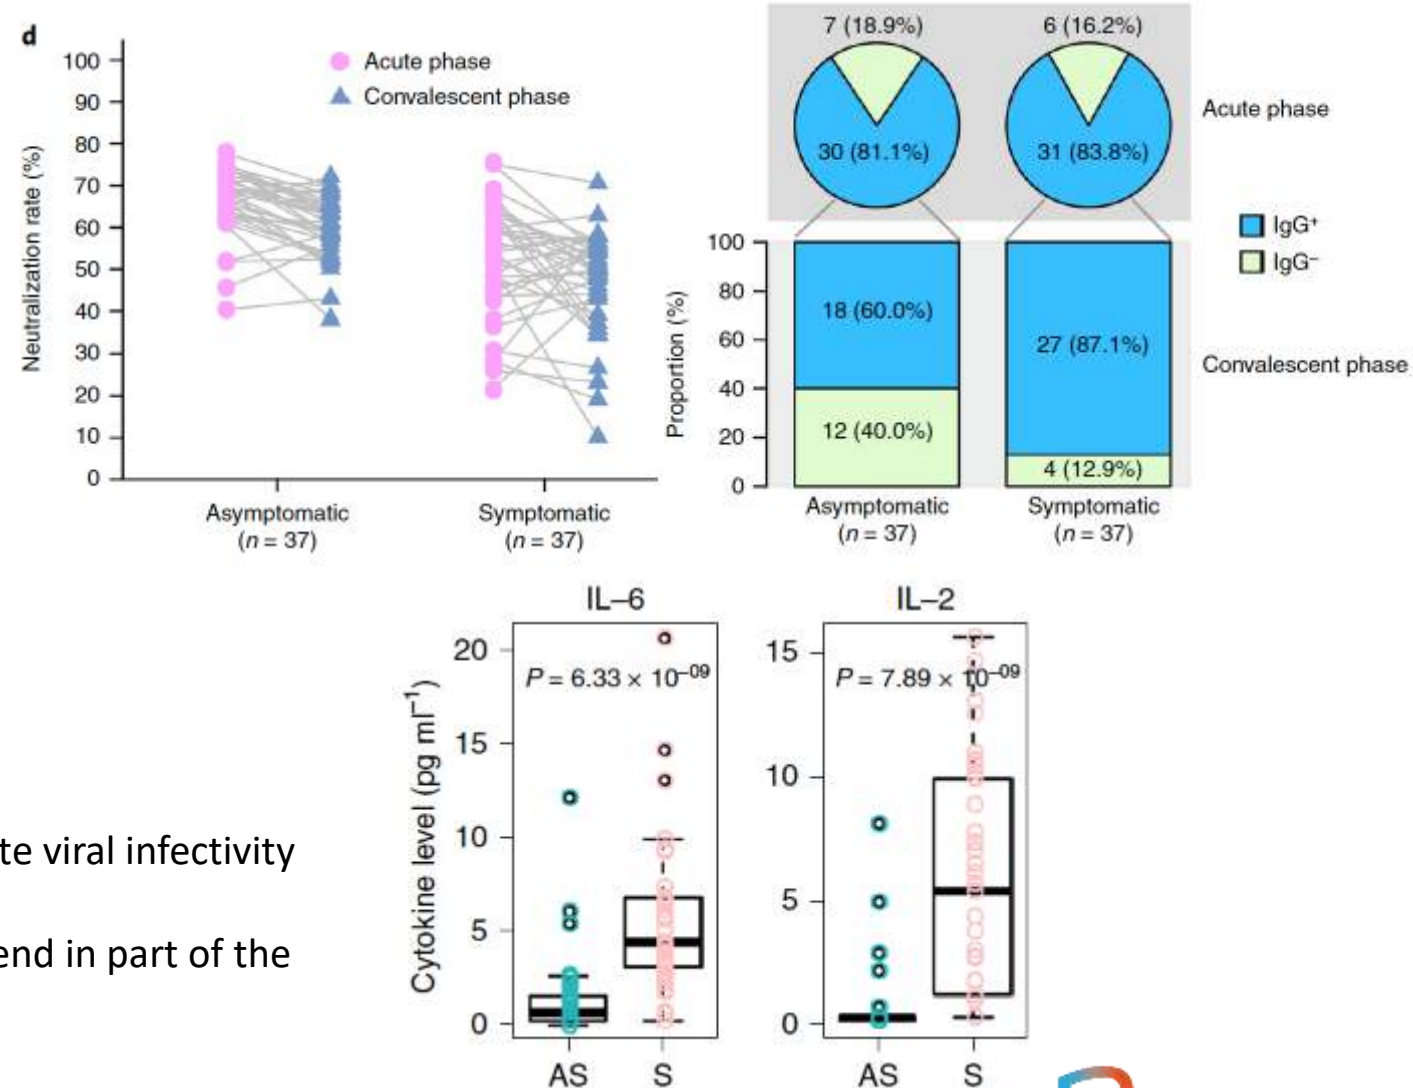 d
100
90
80
70
60
50
40
30
20
10
0
Neutralization rate (%)
Acute phase
Convalescent phase
Asymptomatic
(n = 37)
Symptomatic
(n = 37)
7 (18.9%)
6 (16.2%)
30 (81.1%)
31 (83.8%)
Acute phase
IgG⁺
IgG⁻
100
80
60
40
20
0
Proportion (%)
18 (60.0%)
27 (87.1%)
12 (40.0%)
4 (12.9%)
Convalescent phase
Asymptomatic
(n = 37)
Symptomatic
(n = 37)
te viral infectivity
end in part of the
IL–6
P = 6.33 × 10⁻⁰⁹
20
15
10
5
0
Cytokine level (pg ml⁻¹)
AS
S
IL–2
P = 7.89 × 10⁻⁰⁹
15
10
5
0
AS
S